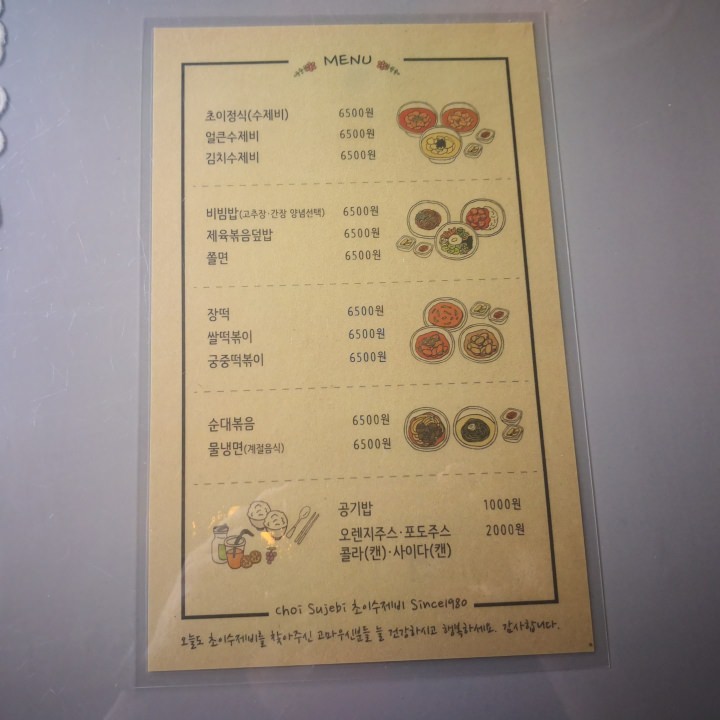 MENU
초이정식(수제비) 6500원
얼큰수제비 6500원
김치수제비 6500원
비빔밥(고추장·간장 양념선택) 6500원
제육볶음덮밥 6500원
쫄면 6500원
장떡 6500원
쌀떡볶이 6500원
궁중떡볶이 6500원
순대볶음 6500원
물냉면(계절음식) 6500원
공기밥 1000원
오렌지주스·포도주스 2000원
콜라(캔)·사이다(캔)
choi Sujebi 초이수제비 Since1980
오늘도 초이수제비를 찾아주신 고마우신분들 늘 건강하시고 행복하세요. 감사합니다.